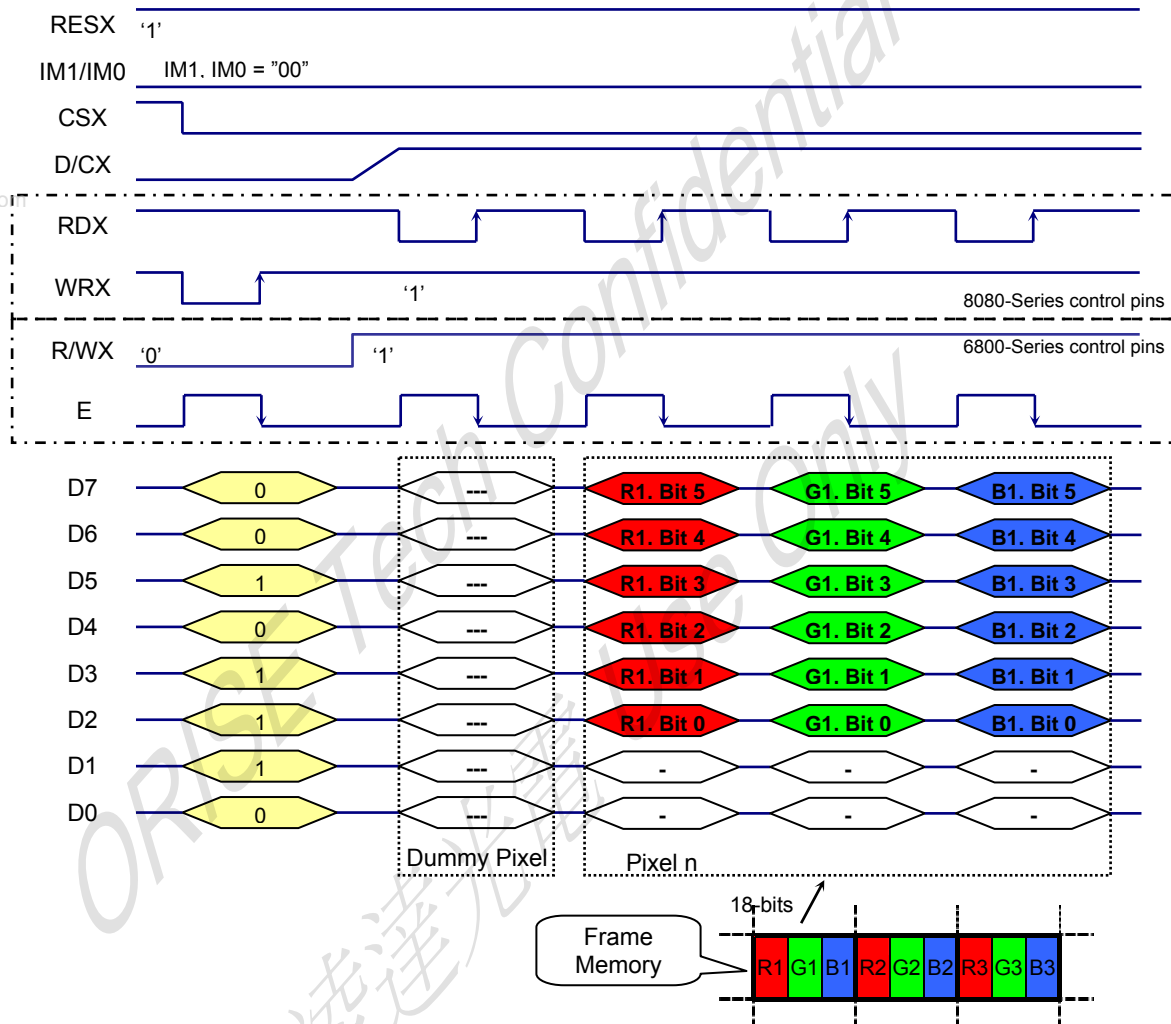 RESX '1'
IM1/IM0 IM1, IM0 = "00"
CSX
D/CX
om
RDX
WRX '1'
8080-Series control pins
R/WX '0' '1' 6800-Series control pins
E
D7 0 --- R1. Bit 5 G1. Bit 5 B1. Bit 5
D6 0 --- R1. Bit 4 G1. Bit 4 B1. Bit 4
D5 1 --- R1. Bit 3 G1. Bit 3 B1. Bit 3
D4 0 --- R1. Bit 2 G1. Bit 2 B1. Bit 2
D3 1 --- R1. Bit 1 G1. Bit 1 B1. Bit 1
D2 1 --- R1. Bit 0 G1. Bit 0 B1. Bit 0
D1 1 --- - - -
D0 0 --- - - -
Dummy Pixel Pixel n
18-bits
Frame
Memory
R1 G1 B1 R2 G2 B2 R3 G3 B3
ORISE Tech Confidential
Use Only